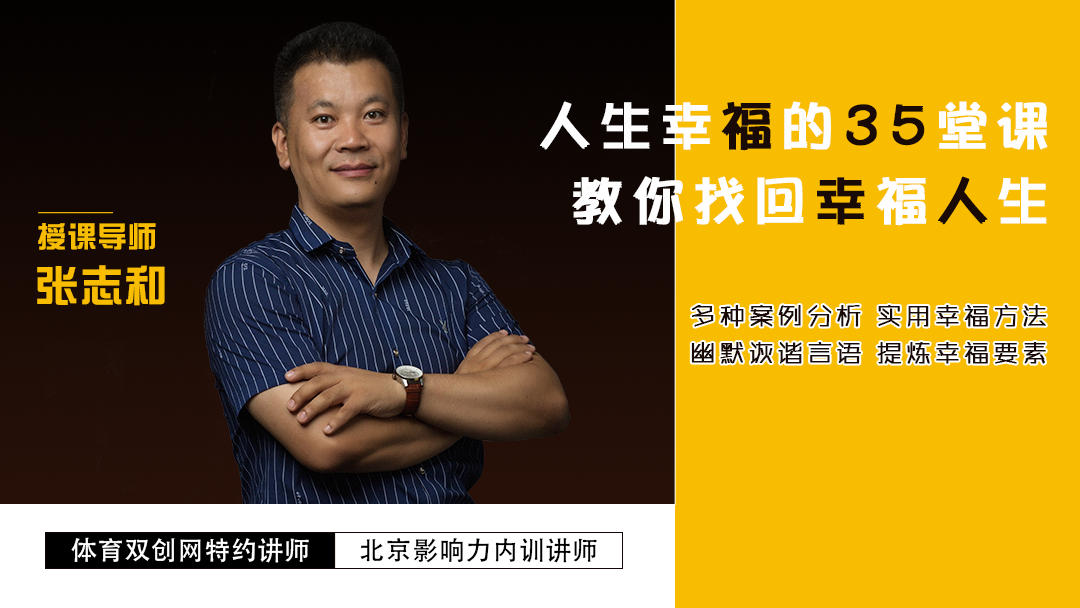 人生幸福的35堂课
教你找回幸福人生
授课导师
张志和
多种案例分析 实用幸福方法
幽默诙谐言语 提炼幸福要素
体育双创网特约讲师
北京影响力内训讲师